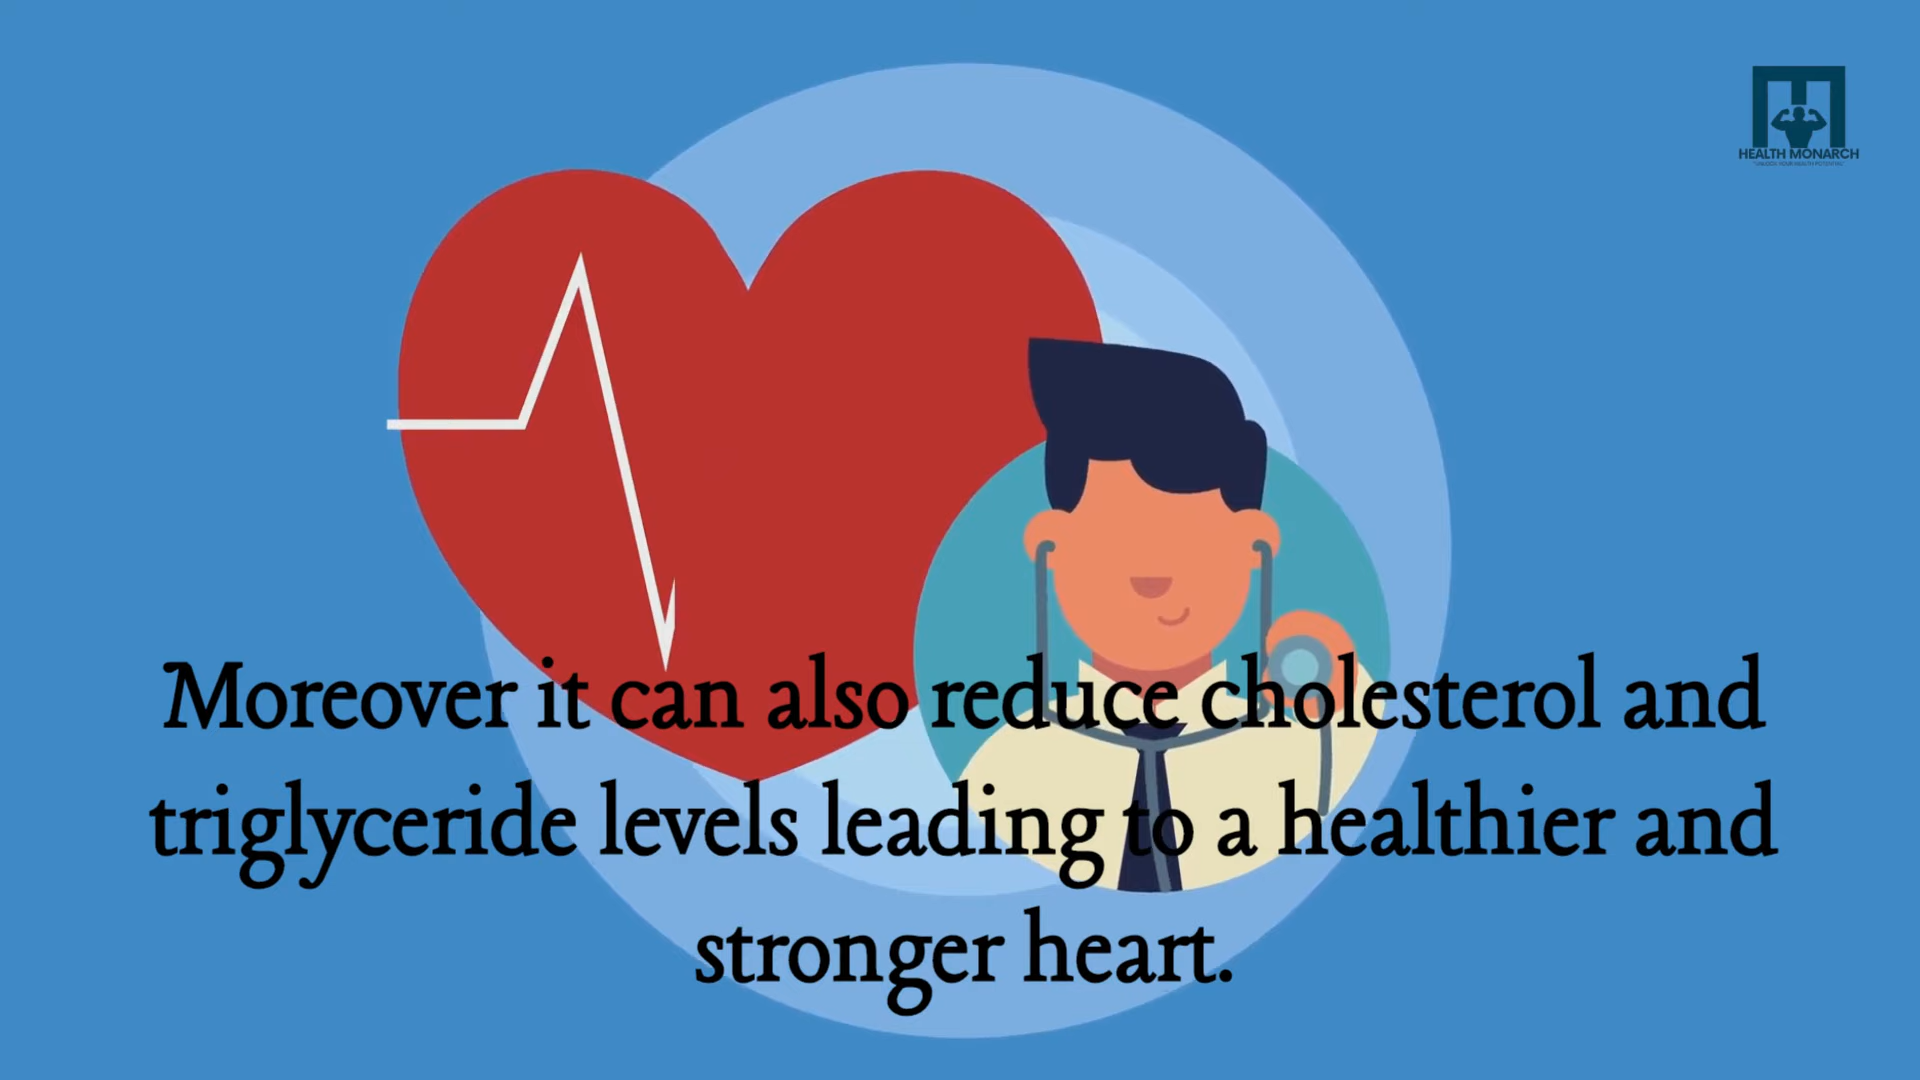 HEALTH MONARCH
Moreover it can also reduce cholesterol and
triglyceride levels leading to a healthier and
stronger heart.